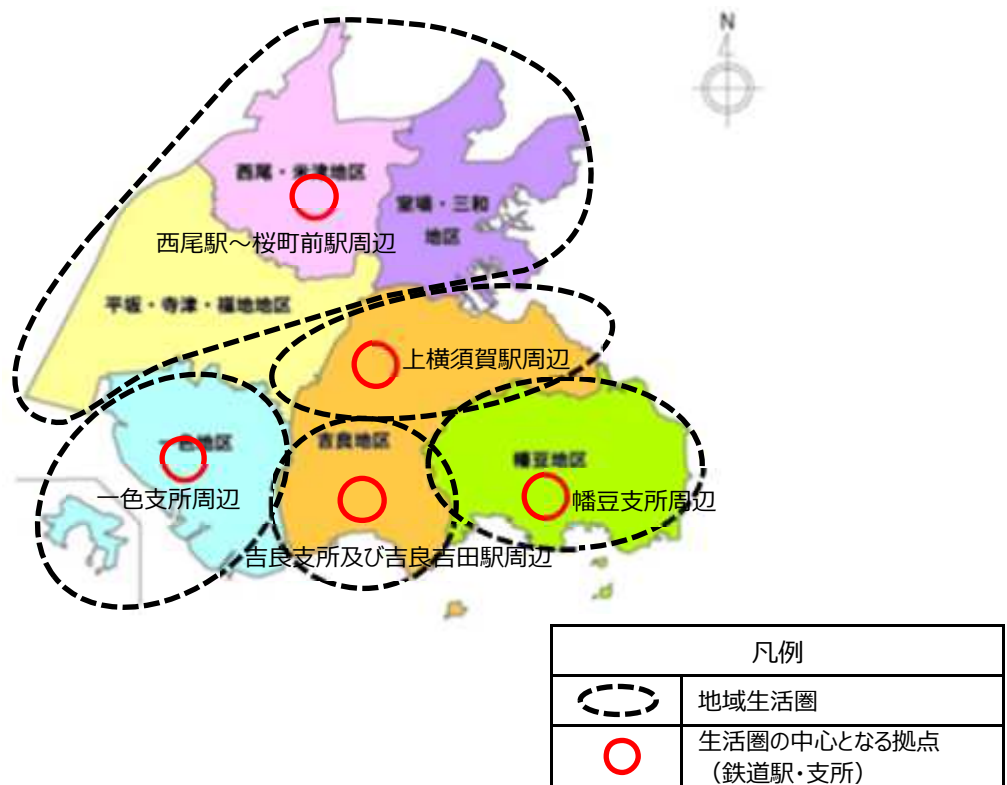 N
西尾・米津地区
室場・三和
地区
西尾駅～桜町前駅周辺
平坂・寺津・福地地区
上横須賀駅周辺
一色地区
吉良地区
幡豆地区
一色支所周辺
幡豆支所周辺
吉良支所及び吉良吉田駅周辺
凡例
地域生活圏
生活圏の中心となる拠点
（鉄道駅・支所）